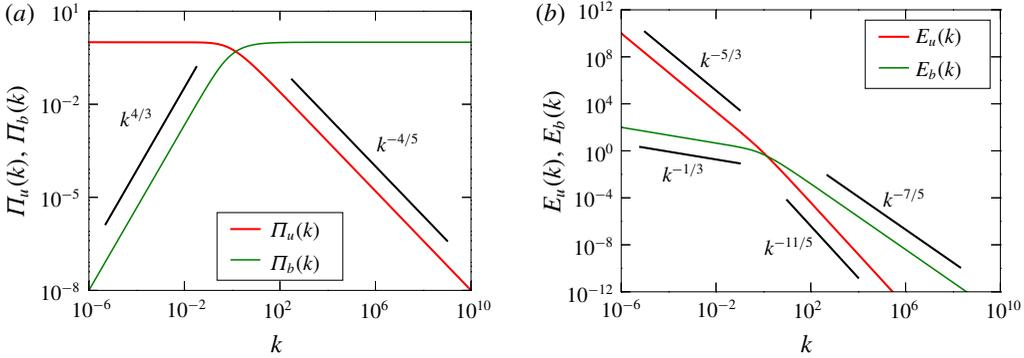 (a)
10^1
10^−2
10^−5
10^−8
Π_u(k), Π_b(k)
k^{4/3}
k^{−4/5}
Π_u(k)
Π_b(k)
10^−6
10^−2
10^2
10^6
10^10
k
(b)
10^12
10^8
10^4
10^0
10^−4
10^−8
10^−12
E_u(k), E_b(k)
k^{−5/3}
E_u(k)
E_b(k)
k^{−1/3}
k^{−7/5}
k^{−11/5}
10^−6
10^−2
10^2
10^6
10^10
k